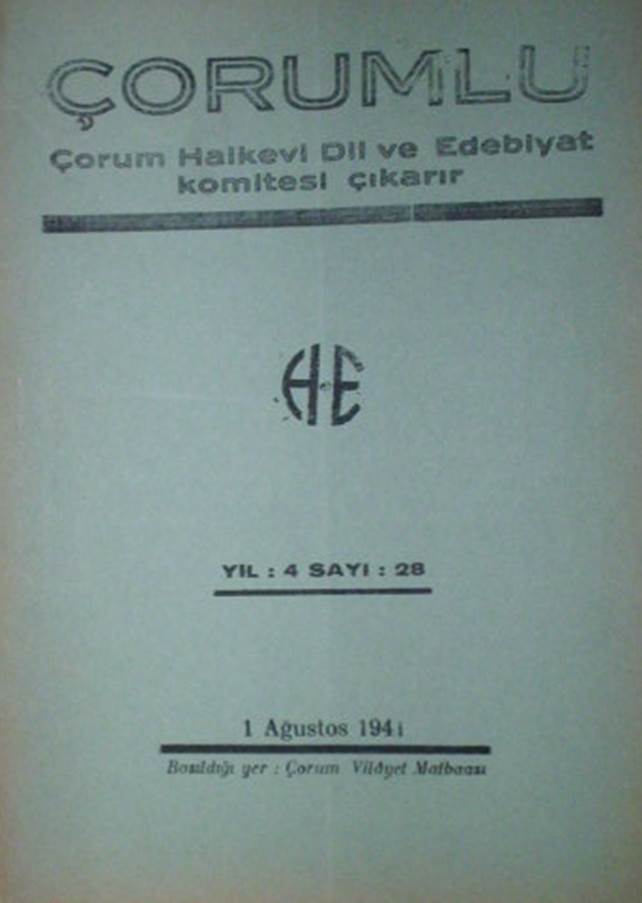 ÇORUMLU
Çorum Halkevi Dil ve Edebiyat
komitesi çıkarır
HE
YIL : 4 SAYI : 28
1 Ağustos 1941
Basıldığı yer : Çorum Vilâyet Matbaası